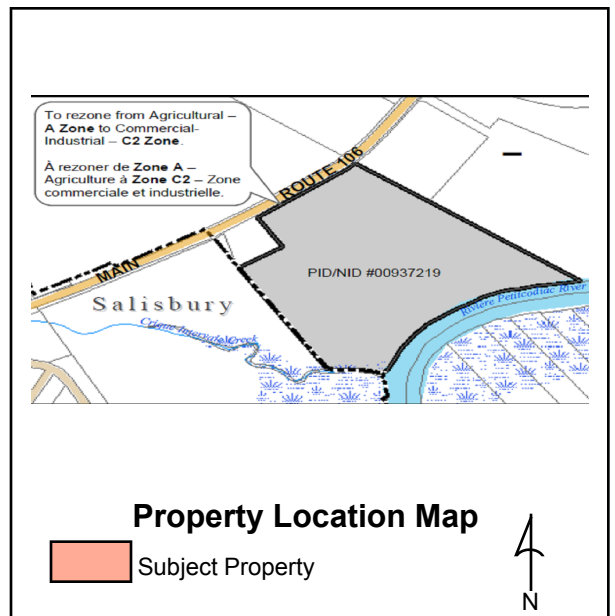 To rezone from Agricultural –
A Zone to Commercial-
Industrial – C2 Zone.
À rezoner de Zone A –
Agriculture à Zone C2 – Zone
commerciale et industrielle.
ROUTE 106
MAIN
PID/NID #00937219
Salisbury
Rivière Petitcodiac River
Property Location Map
Subject Property
N